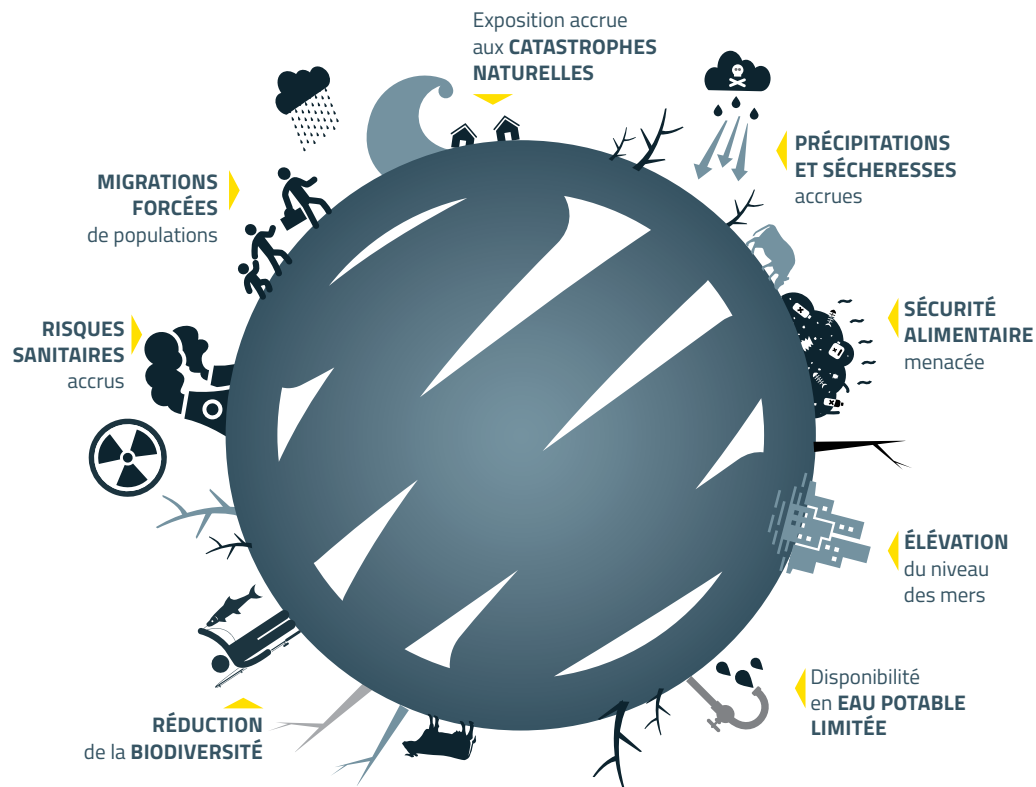 Exposition accrue
aux CATASTROPHES
NATURELLES
PRÉCIPITATIONS
ET SÉCHERESSES
accrues
SÉCURITÉ
ALIMENTAIRE
menacée
ÉLÉVATION
du niveau
des mers
Disponibilité
en EAU POTABLE
LIMITÉE
RÉDUCTION
de la BIODIVERSITÉ
RISQUES
SANITAIRES
accrus
MIGRATIONS
FORCÉES
de populations